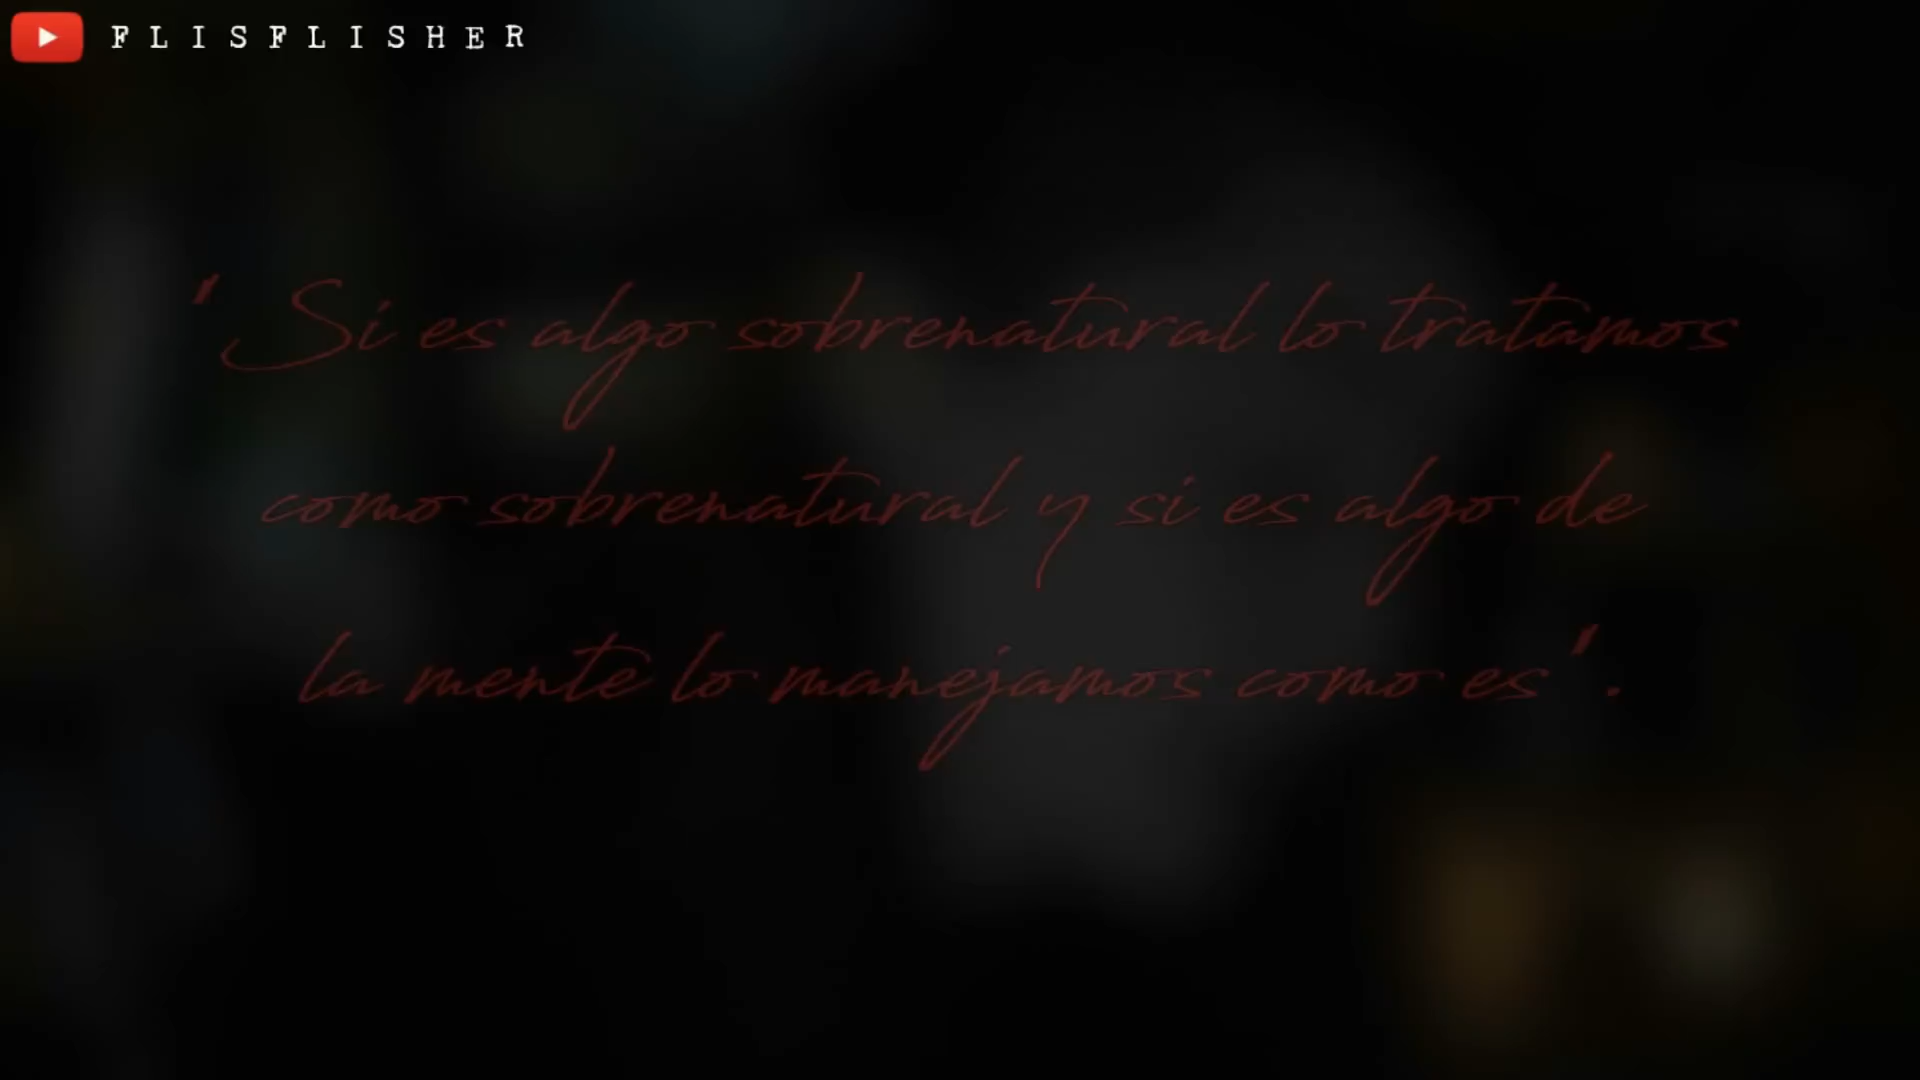 FLISFLISHER
"Si es algo sobrenatural lo tratamos
como sobrenatural y si es algo de
la mente lo manejamos como es".